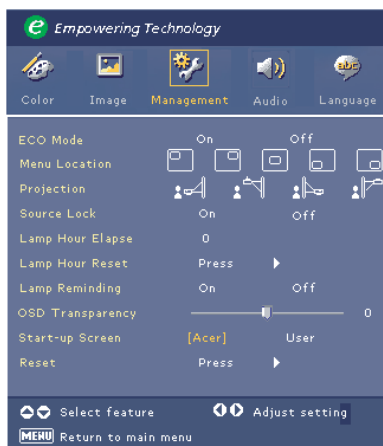 e Empowering Technology
Color Image Management Audio Language
ECO Mode On Off
Menu Location
Projection
Source Lock On Off
Lamp Hour Elapse 0
Lamp Hour Reset Press
Lamp Reminding On Off
OSD Transparency 0
Start-up Screen [Acer] User
Reset Press
Select feature Adjust setting
MENU Return to main menu